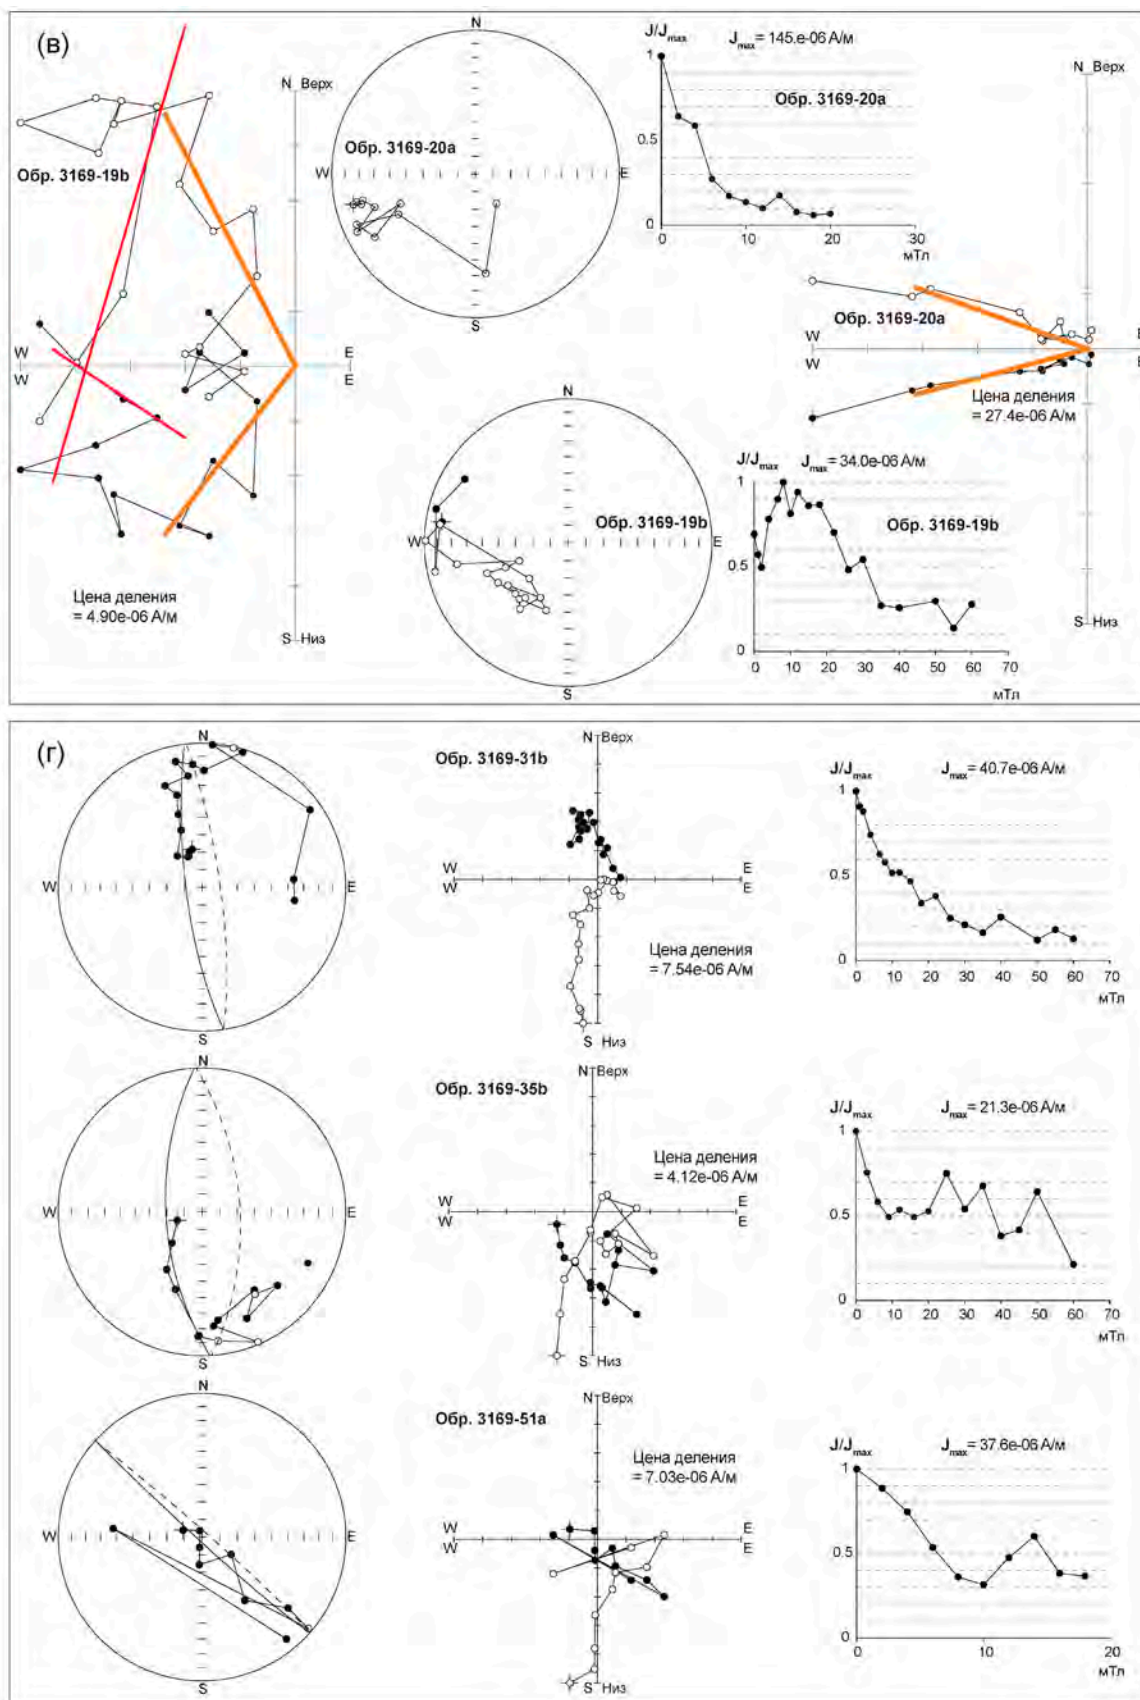 (в)
N Верх
Обр. 3169-19b
W
W
E
E
Цена деления
= 4.90e-06 А/м
S Низ
N
Обр. 3169-20a
W
E
S
J/Jmax
Jmax = 145.e-06 А/м
Обр. 3169-20a
1
0.5
0
0
10
20
30
мТл
N Верх
Обр. 3169-20a
W
W
E
E
Цена деления
= 27.4e-06 А/м
S Низ
N
Обр. 3169-19b
W
E
S
J/Jmax
Jmax = 34.0e-06 А/м
Обр. 3169-19b
1
0.5
0
0 10 20 30 40 50 60 70
мТл
(г)
N
W
E
S
Обр. 3169-31b
N Верх
W
W
E
E
Цена деления
= 7.54e-06 А/м
S Низ
J/Jmax
Jmax = 40.7e-06 А/м
1
0.5
0
0 10 20 30 40 50 60 70
мТл
N
W
E
S
Обр. 3169-35b
N Верх
Цена деления
= 4.12e-06 А/м
W
W
E
E
S Низ
J/Jmax
Jmax = 21.3e-06 А/м
1
0.5
0
0 10 20 30 40 50 60 70
мТл
N
W
E
S
Обр. 3169-51a
N Верх
Цена деления
= 7.03e-06 А/м
W
W
E
E
S Низ
J/Jmax
Jmax = 37.6e-06 А/м
1
0.5
0
0
10
20
мТл